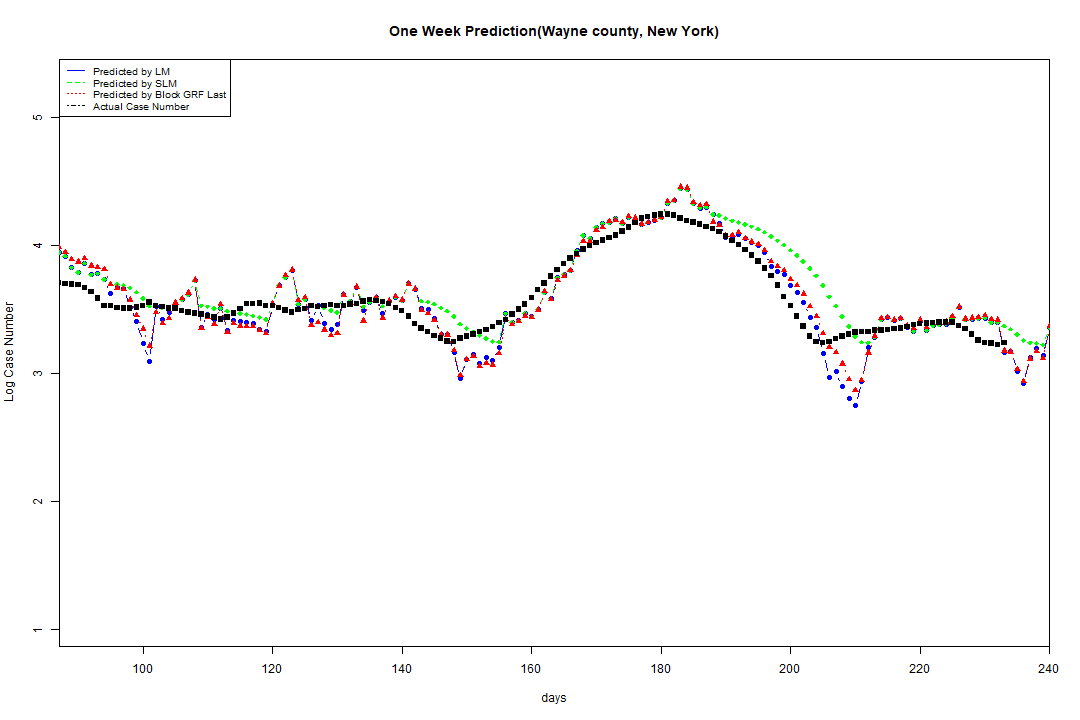 One Week Prediction(Wayne county, New York)
Predicted by LM
Predicted by SLM
Predicted by Block GRF Last
Actual Case Number
5
4
3
2
1
Log Case Number
100 120 140 160 180 200 220 240
days